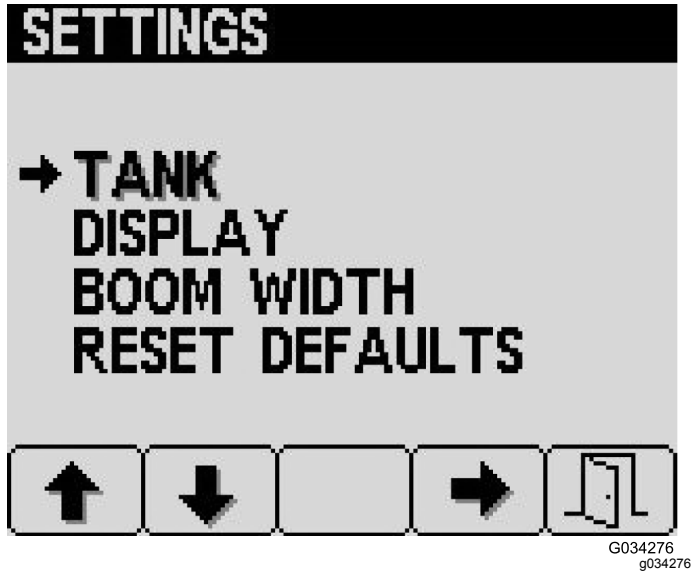 SETTINGS
TANK
DISPLAY
BOOM WIDTH
RESET DEFAULTS
G034276
g034276